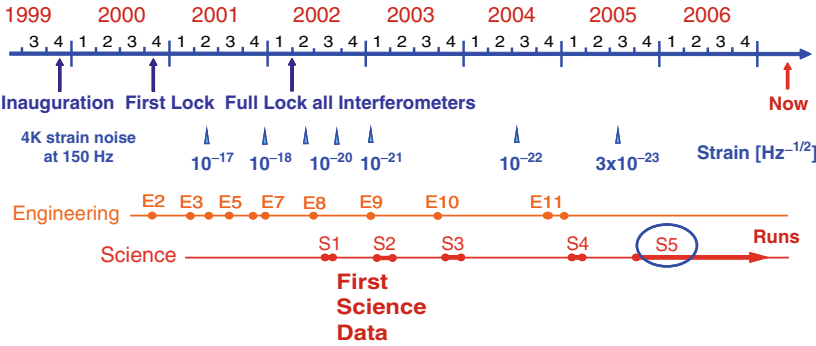 1999 2000 2001 2002 2003 2004 2005 2006
3 4 1 2 3 4 1 2 3 4 1 2 3 4 1 2 3 4 1 2 3 4 1 2 3 4 1 2 3 4
Inauguration First Lock Full Lock all Interferometers Now
4K strain noise
at 150 Hz
10⁻¹⁷ 10⁻¹⁸ 10⁻²⁰ 10⁻²¹ 10⁻²² 3x10⁻²³ Strain [Hz⁻¹/²]
E2 E3 E5 E7 E8 E9 E10 E11
Engineering
Runs
S1 S2 S3 S4 S5
Science
First
Science
Data